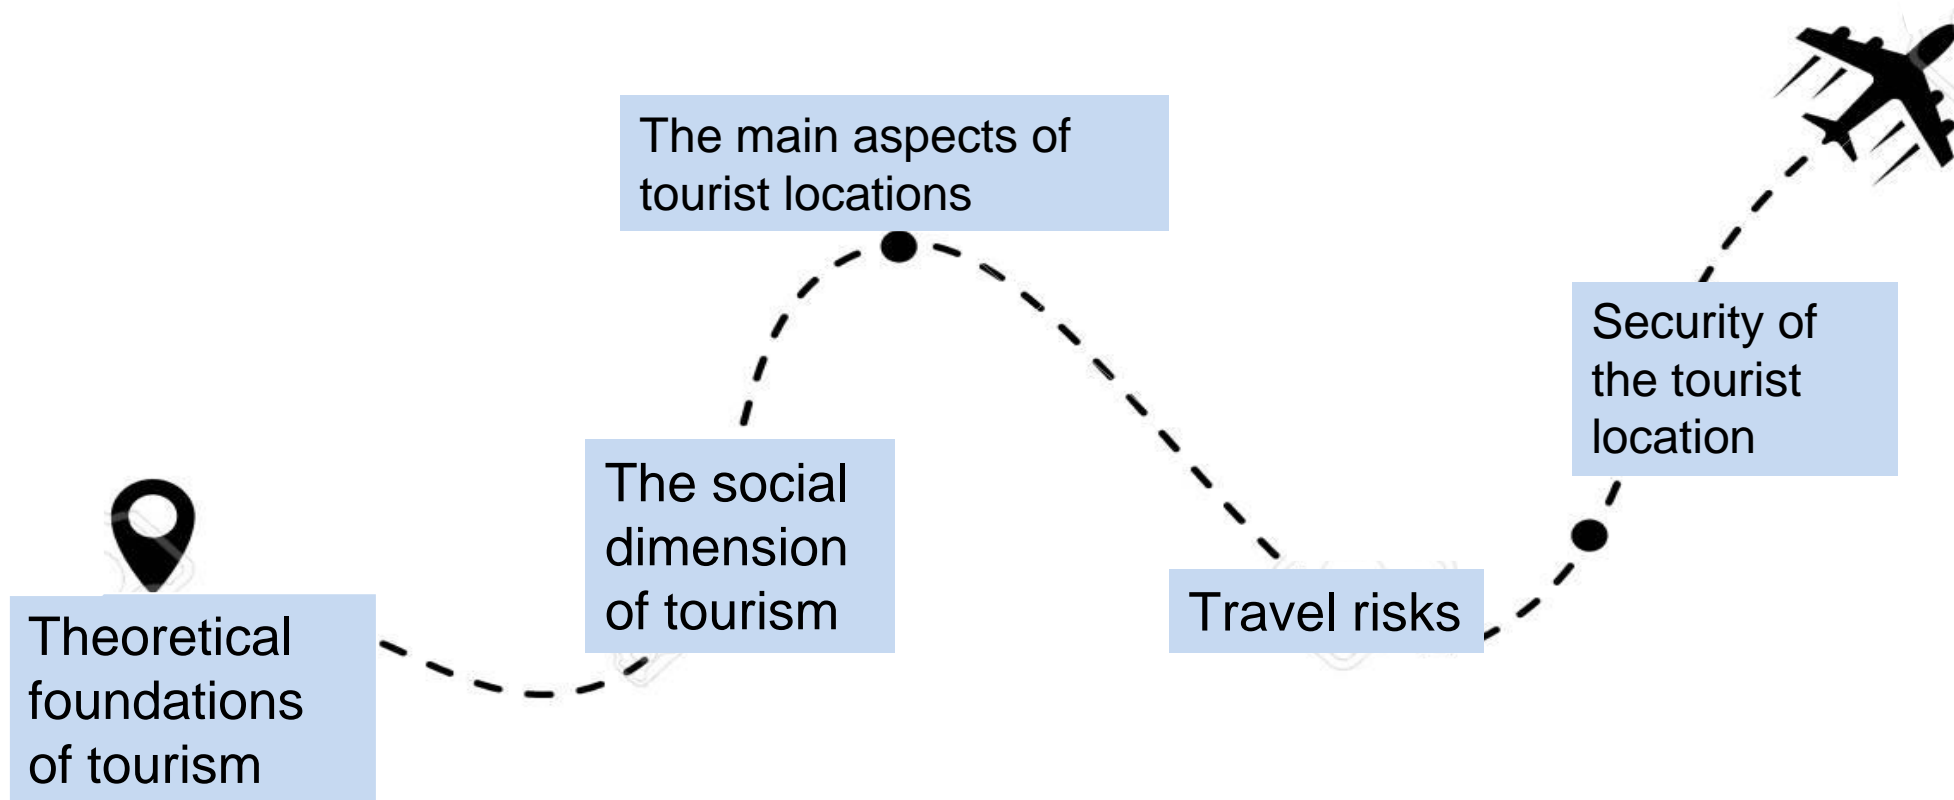 Theoretical
foundations
of tourism
The social
dimension
of tourism
The main aspects of
tourist locations
Travel risks
Security of
the tourist
location